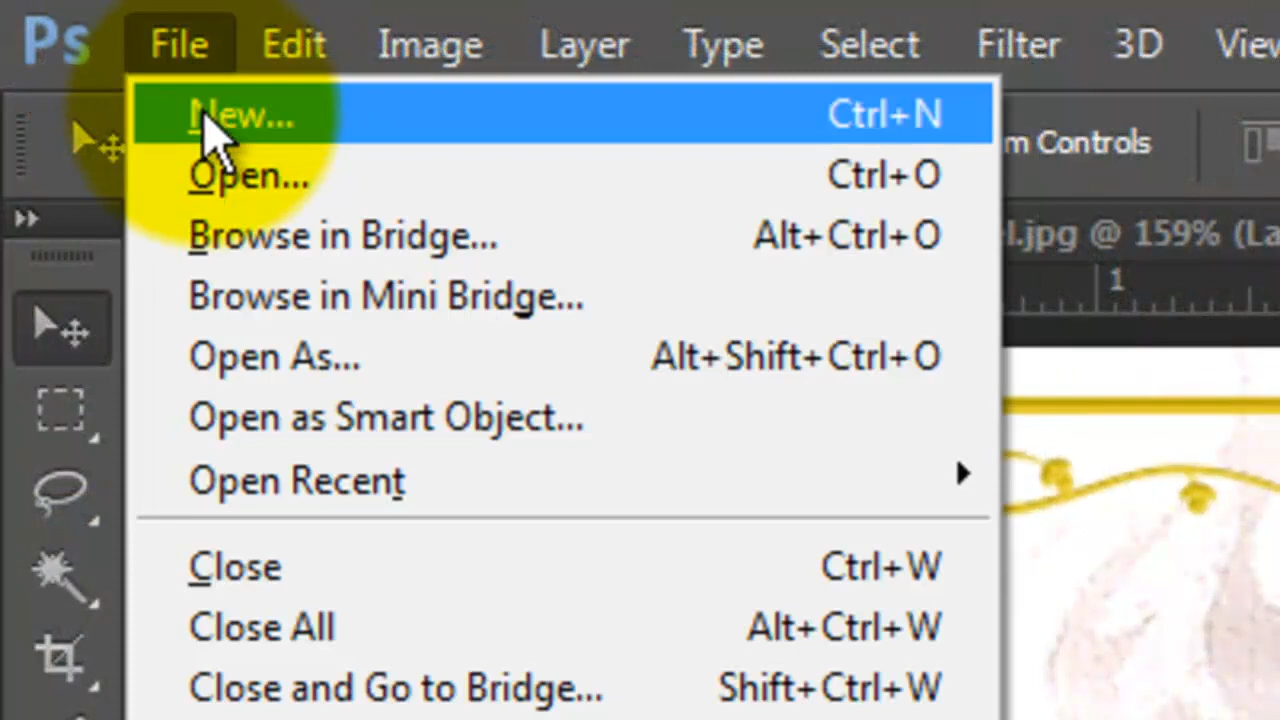 Ps File Edit Image Layer Type Select Filter 3D View
New... Ctrl+N
m Controls
Open... Ctrl+O
Browse in Bridge... Alt+Ctrl+O
l.jpg @ 159% (La
1
Browse in Mini Bridge...
Open As... Alt+Shift+Ctrl+O
Open as Smart Object...
Open Recent
Close Ctrl+W
Close All Alt+Ctrl+W
Close and Go to Bridge... Shift+Ctrl+W